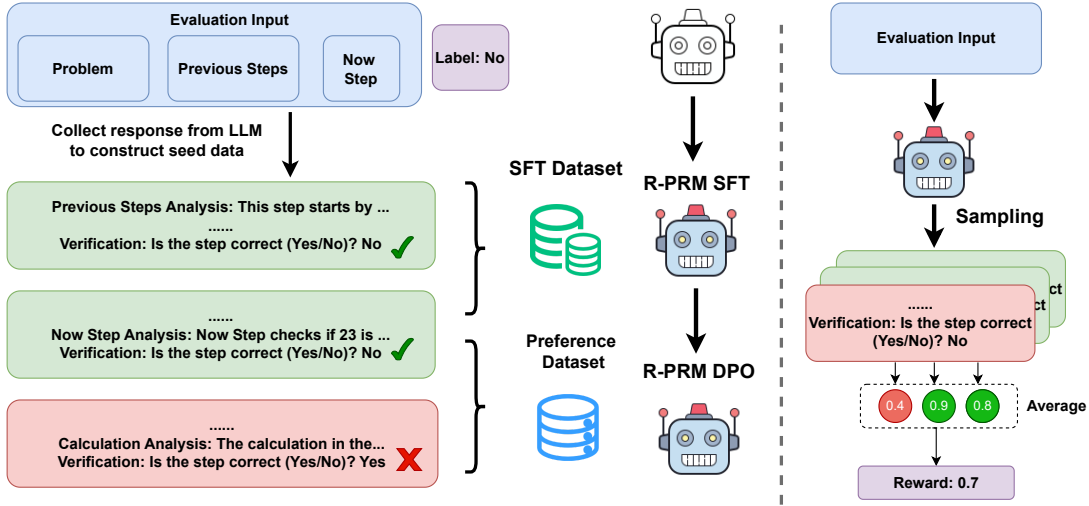 Evaluation Input
Problem
Previous Steps
Now
Step
Label: No
Collect response from LLM
to construct seed data
Previous Steps Analysis: This step starts by ...
......
Verification: Is the step correct (Yes/No)? No
......
Now Step Analysis: Now Step checks if 23 is ...
Verification: Is the step correct (Yes/No)? No
......
Calculation Analysis: The calculation in the...
Verification: Is the step correct (Yes/No)? Yes
SFT Dataset
Preference
Dataset
R-PRM SFT
R-PRM DPO
Evaluation Input
Sampling
ct
ct
......
Verification: Is the step correct
(Yes/No)? No
0.4
0.9
0.8
Average
Reward: 0.7